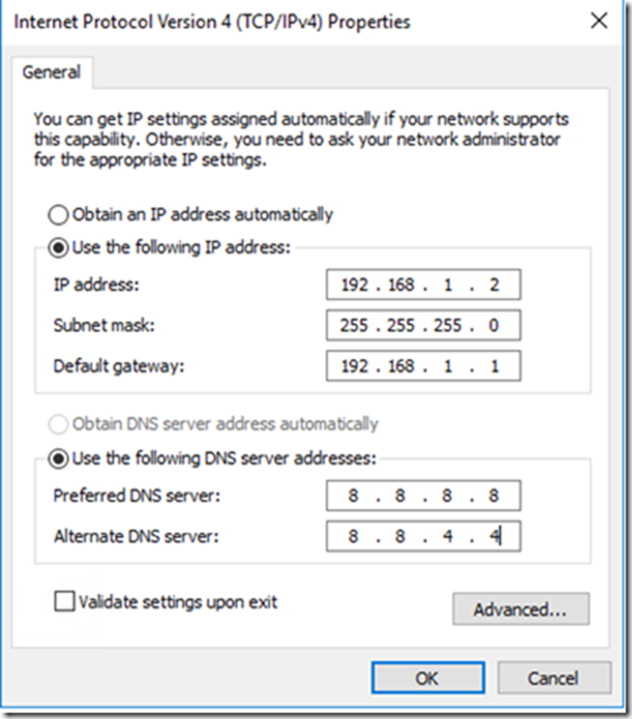 Internet Protocol Version 4 (TCP/IPv4) Properties
General
You can get IP settings assigned automatically if your network supports
this capability. Otherwise, you need to ask your network administrator
for the appropriate IP settings.
Obtain an IP address automatically
Use the following IP address:
IP address: 192 . 168 . 1 . 2
Subnet mask: 255 . 255 . 255 . 0
Default gateway: 192 . 168 . 1 . 1
Obtain DNS server address automatically
Use the following DNS server addresses:
Preferred DNS server: 8 . 8 . 8 . 8
Alternate DNS server: 8 . 8 . 4 . 4
Validate settings upon exit
Advanced...
OK Cancel